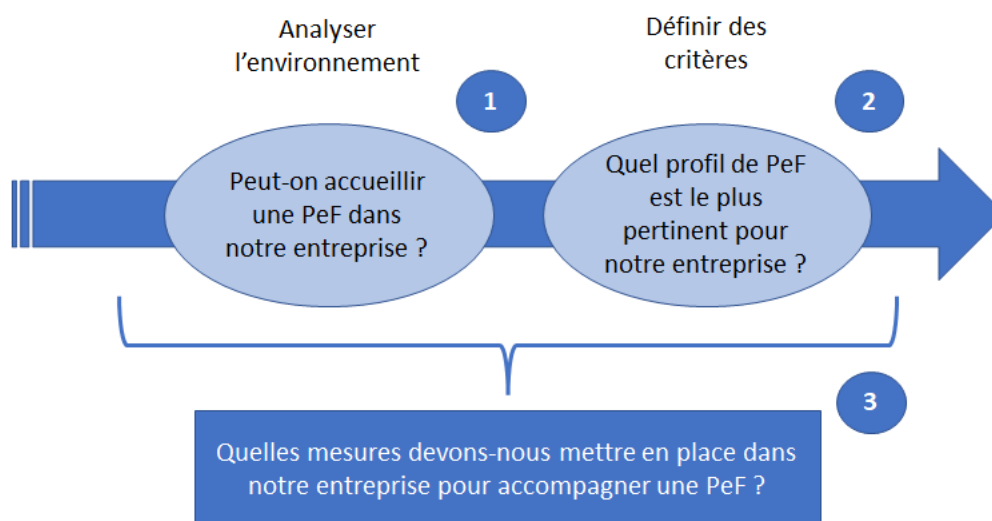 Analyser
l'environnement
1
Définir des
critères
2
Peut-on accueillir
une PeF dans
notre entreprise ?
Quel profil de PeF
est le plus
pertinent pour
notre entreprise ?
3
Quelles mesures devons-nous mettre en place dans
notre entreprise pour accompagner une PeF ?